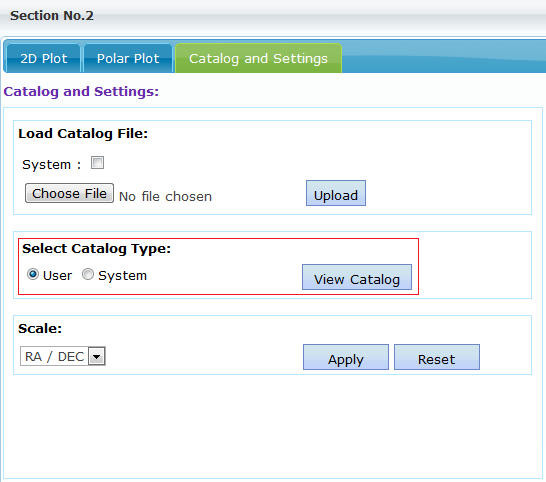 Section No.2
2D Plot Polar Plot Catalog and Settings
Catalog and Settings:
Load Catalog File:
System :
Choose File No file chosen Upload
Select Catalog Type:
User System View Catalog
Scale:
RA / DEC Apply Reset